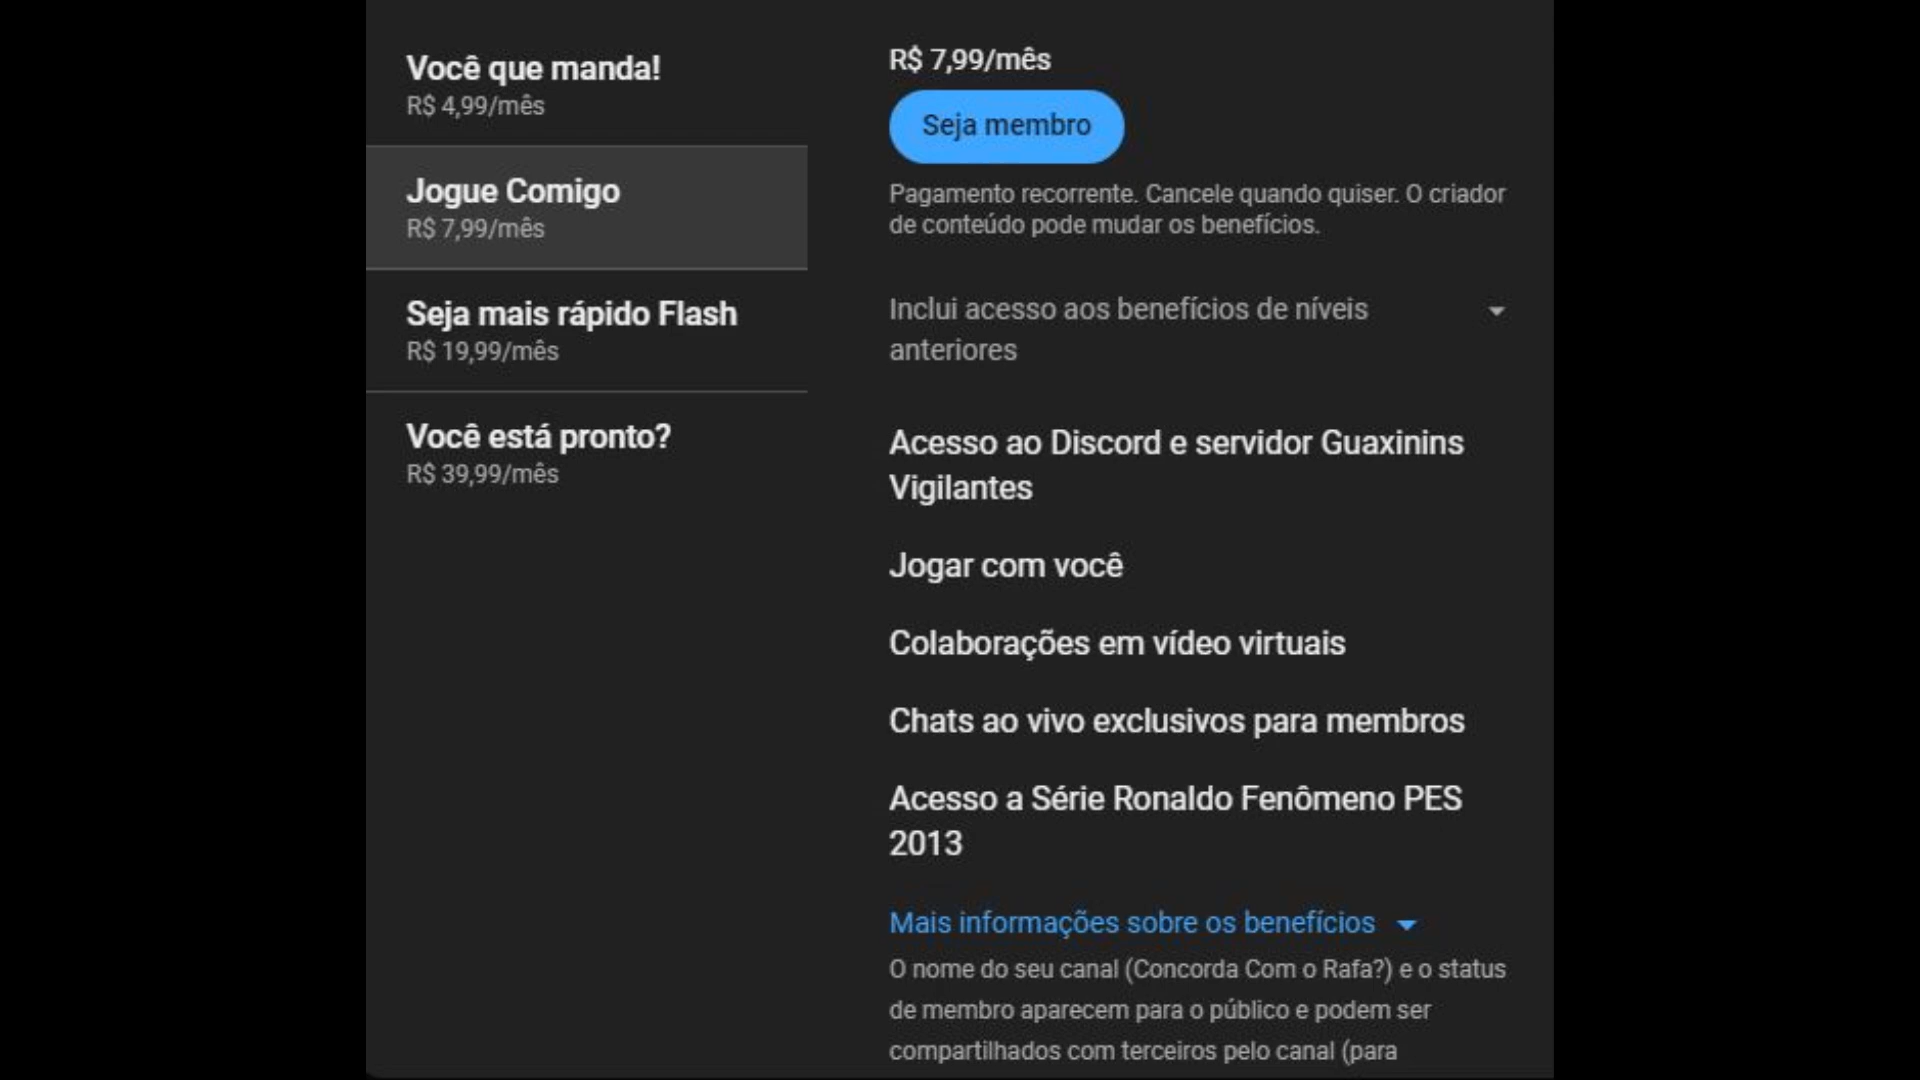 Você que manda!
R$ 4,99/mês
Jogue Comigo
R$ 7,99/mês
Seja mais rápido Flash
R$ 19,99/mês
Você está pronto?
R$ 39,99/mês
R$ 7,99/mês
Seja membro
Pagamento recorrente. Cancele quando quiser. O criador
de conteúdo pode mudar os benefícios.
Inclui acesso aos benefícios de níveis
anteriores
Acesso ao Discord e servidor Guaxinins
Vigilantes
Jogar com você
Colaborações em vídeo virtuais
Chats ao vivo exclusivos para membros
Acesso a Série Ronaldo Fenômeno PES
2013
Mais informações sobre os benefícios
O nome do seu canal (Concorda Com o Rafa?) e o status
de membro aparecem para o público e podem ser
compartilhados com terceiros pelo canal (para